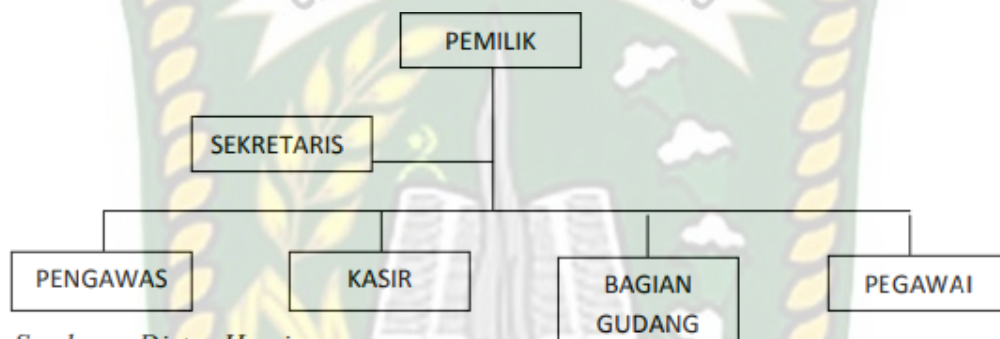 PEMILIK
SEKRETARIS
PENGAWAS
KASIR
BAGIAN
GUDANG
PEGAWAI